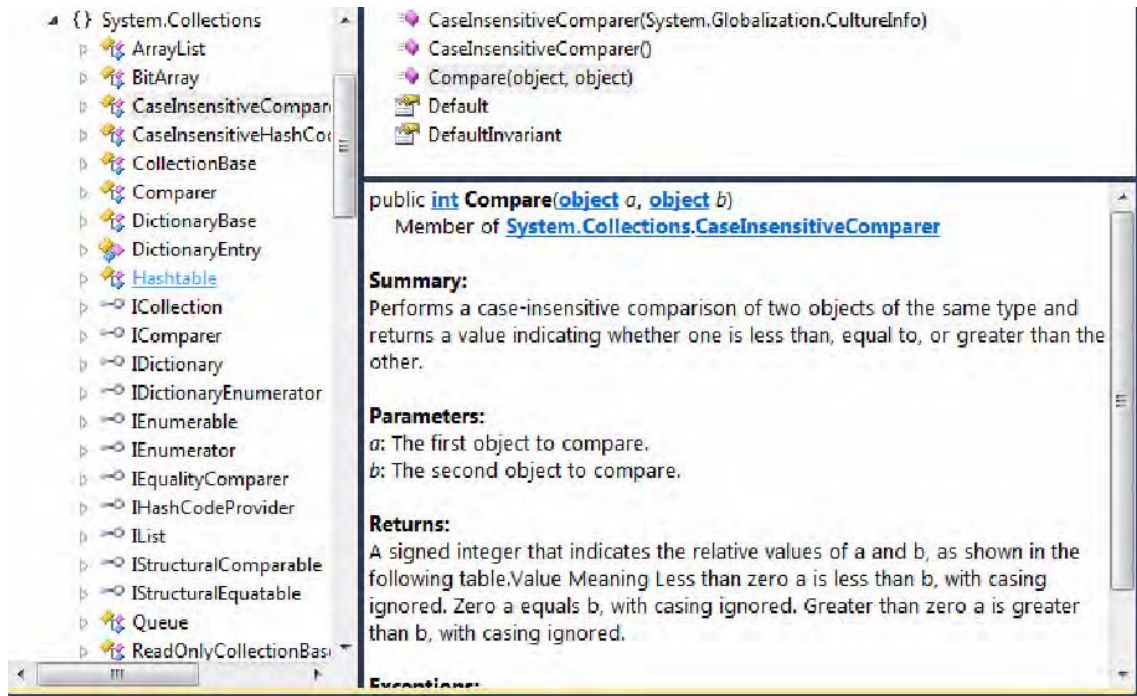 {} System.Collections
ArrayList
BitArray
CaseInsensitiveCompar
CaseInsensitiveHashCo
CollectionBase
Comparer
DictionaryBase
DictionaryEntry
Hashtable
ICollection
IComparer
IDictionary
IDictionaryEnumerator
IEnumerable
IEnumerator
IEqualityComparer
IHashCodeProvider
IList
IStructuralComparable
IStructuralEquatable
Queue
ReadOnlyCollectionBas
CaseInsensitiveComparer(System.Globalization.CultureInfo)
CaseInsensitiveComparer()
Compare(object, object)
Default
DefaultInvariant
public int Compare(object a, object b)
Member of System.Collections.CaseInsensitiveComparer
Summary:
Performs a case-insensitive comparison of two objects of the same type and
returns a value indicating whether one is less than, equal to, or greater than the
other.
Parameters:
a: The first object to compare.
b: The second object to compare.
Returns:
A signed integer that indicates the relative values of a and b, as shown in the
following table.Value Meaning Less than zero a is less than b, with casing
ignored. Zero a equals b, with casing ignored. Greater than zero a is greater
than b, with casing ignored.
Exceptions: